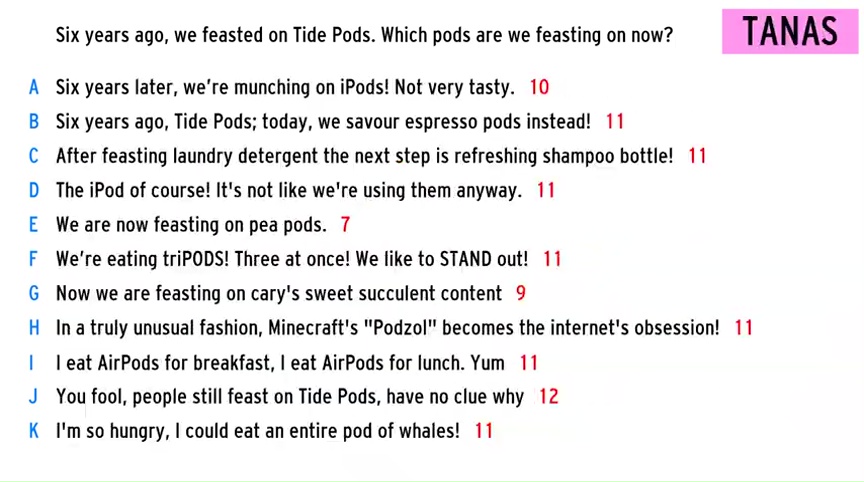 Six years ago, we feasted on Tide Pods. Which pods are we feasting on now?
TANAS
A Six years later, we're munching on iPods! Not very tasty. 10
B Six years ago, Tide Pods; today, we savour espresso pods instead! 11
C After feasting laundry detergent the next step is refreshing shampoo bottle! 11
D The iPod of course! It's not like we're using them anyway. 11
E We are now feasting on pea pods. 7
F We're eating triPODS! Three at once! We like to STAND out! 11
G Now we are feasting on cary's sweet succulent content 9
H In a truly unusual fashion, Minecraft's "Podzol" becomes the internet's obsession! 11
I I eat AirPods for breakfast, I eat AirPods for lunch. Yum 11
J You fool, people still feast on Tide Pods, have no clue why 12
K I'm so hungry, I could eat an entire pod of whales! 11